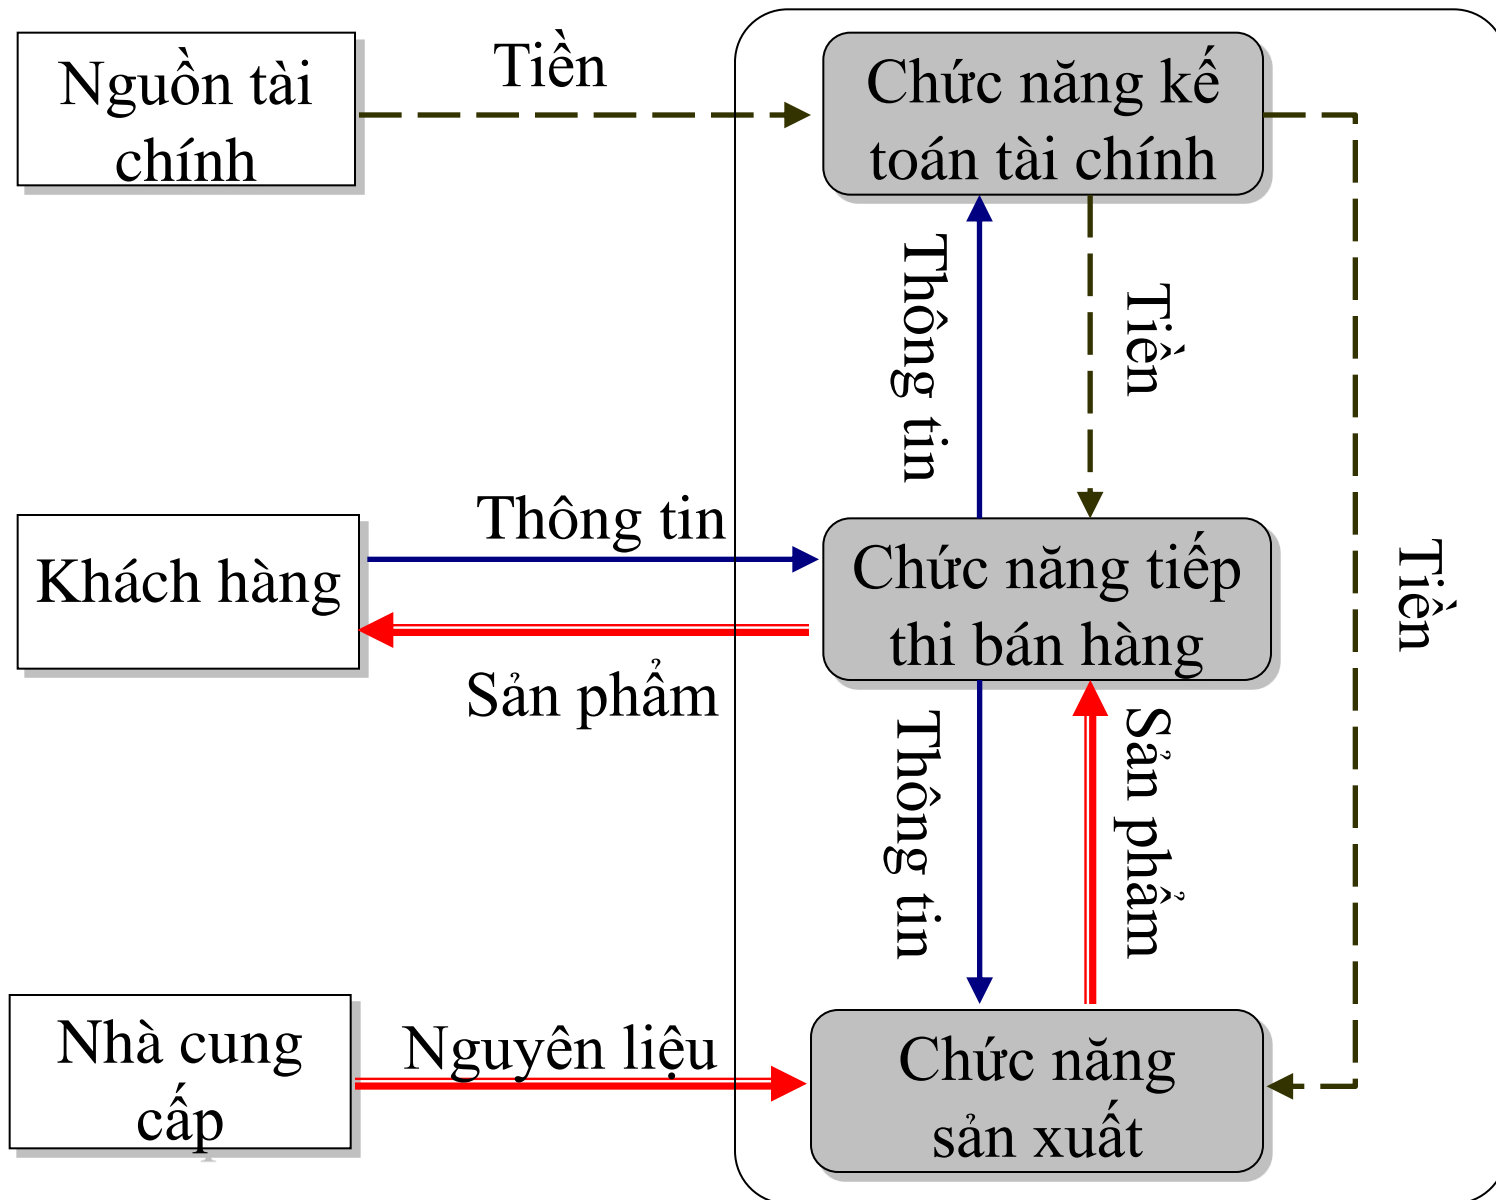 Nguồn tài
chính
Tiền
Chức năng kế
toán tài chính
Thông tin
Tiền
Khách hàng
Thông tin
Sản phẩm
Chức năng tiếp
thi bán hàng
Tiền
Thông tin
Sản phẩm
Nhà cung
cấp
Nguyên liệu
Chức năng
sản xuất